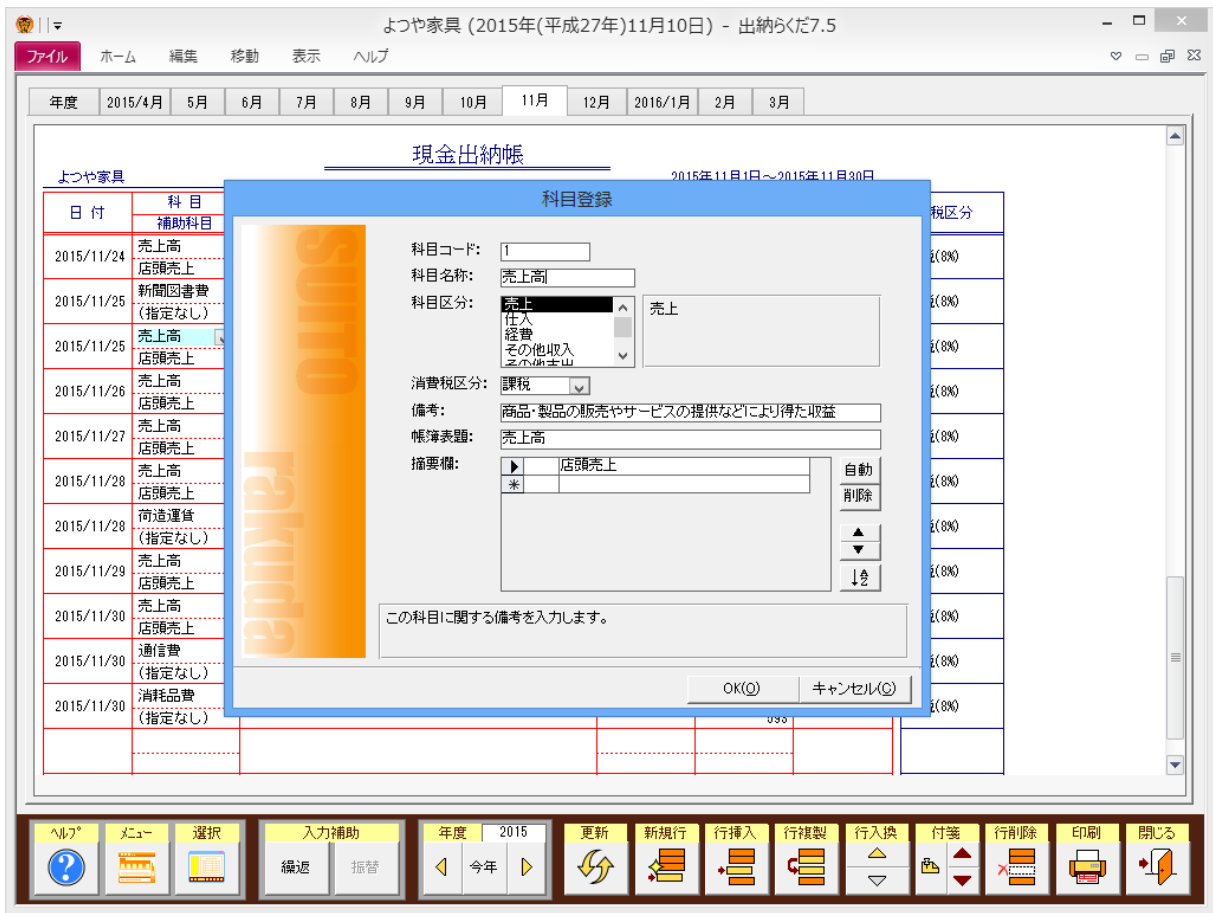 よつや家具 (2015年(平成27年)11月10日) - 出納らくだ7.5
ファイル ホーム 編集 移動 表示 ヘルプ
年度 2015/4月 5月 6月 7月 8月 9月 10月 11月 12月 2016/1月 2月 3月
現金出納帳
よつや家具 2015年11月1日～2015年11月30日
日 付 科 目 税区分
補助科目
2015/11/24 売上高 (8%)
店頭売上
2015/11/25 新聞図書費 (8%)
(指定なし)
2015/11/25 売上高 (8%)
店頭売上
2015/11/26 売上高 (8%)
店頭売上
2015/11/27 売上高 (8%)
店頭売上
2015/11/28 売上高 (8%)
店頭売上
2015/11/28 荷造運賃 (8%)
(指定なし)
2015/11/29 売上高 (8%)
店頭売上
2015/11/30 売上高 (8%)
店頭売上
2015/11/30 通信費 (8%)
(指定なし)
2015/11/30 消耗品費 (8%)
(指定なし)
科目登録
SUITO
rakuda
科目コード: 1
科目名称: 売上高
科目区分: 売上 売上
仕入
経費
その他収入
その他支出
消費税区分: 課税
備考: 商品・製品の販売やサービスの提供などにより得た収益
帳簿表題: 売上高
摘要欄: 店頭売上 自動
削除
この科目に関する備考を入力します。
OK(O) キャンセル(C)
ヘルプ メニュー 選択 入力補助 年度 2015 更新 新規行 行挿入 行複製 行入換 付箋 行削除 印刷 閉じる
繰返 振替 今年